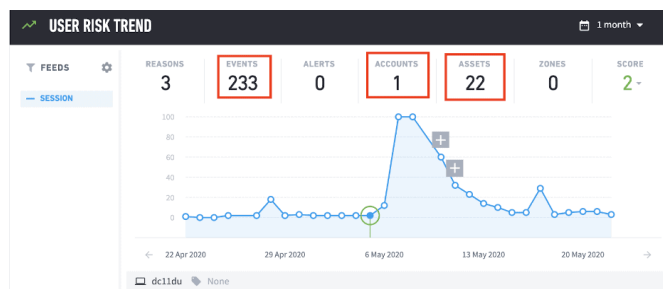 USER RISK TREND
1 month
FEEDS
SESSION
REASONS EVENTS ALERTS ACCOUNTS ASSETS ZONES SCORE
3 233 0 1 22 0 2
100
80
60
40
20
0
22 Apr 2020 29 Apr 2020 6 May 2020 13 May 2020 20 May 2020
dc11du None